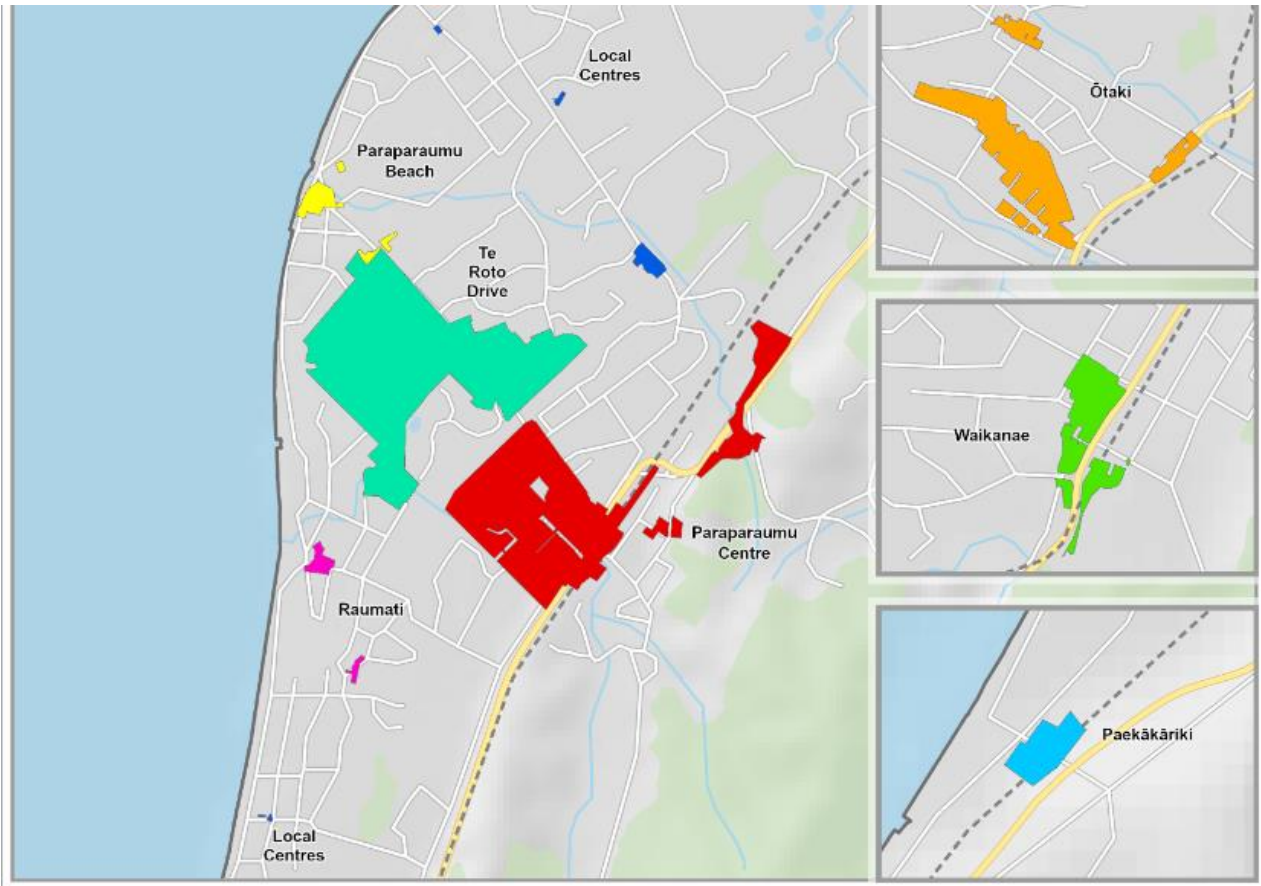 Local
Centres
Paraparaumu
Beach
Te
Roto
Drive
Paraparaumu
Centre
Raumati
Local
Centres
Ōtaki
Waikanae
Paekākāriki